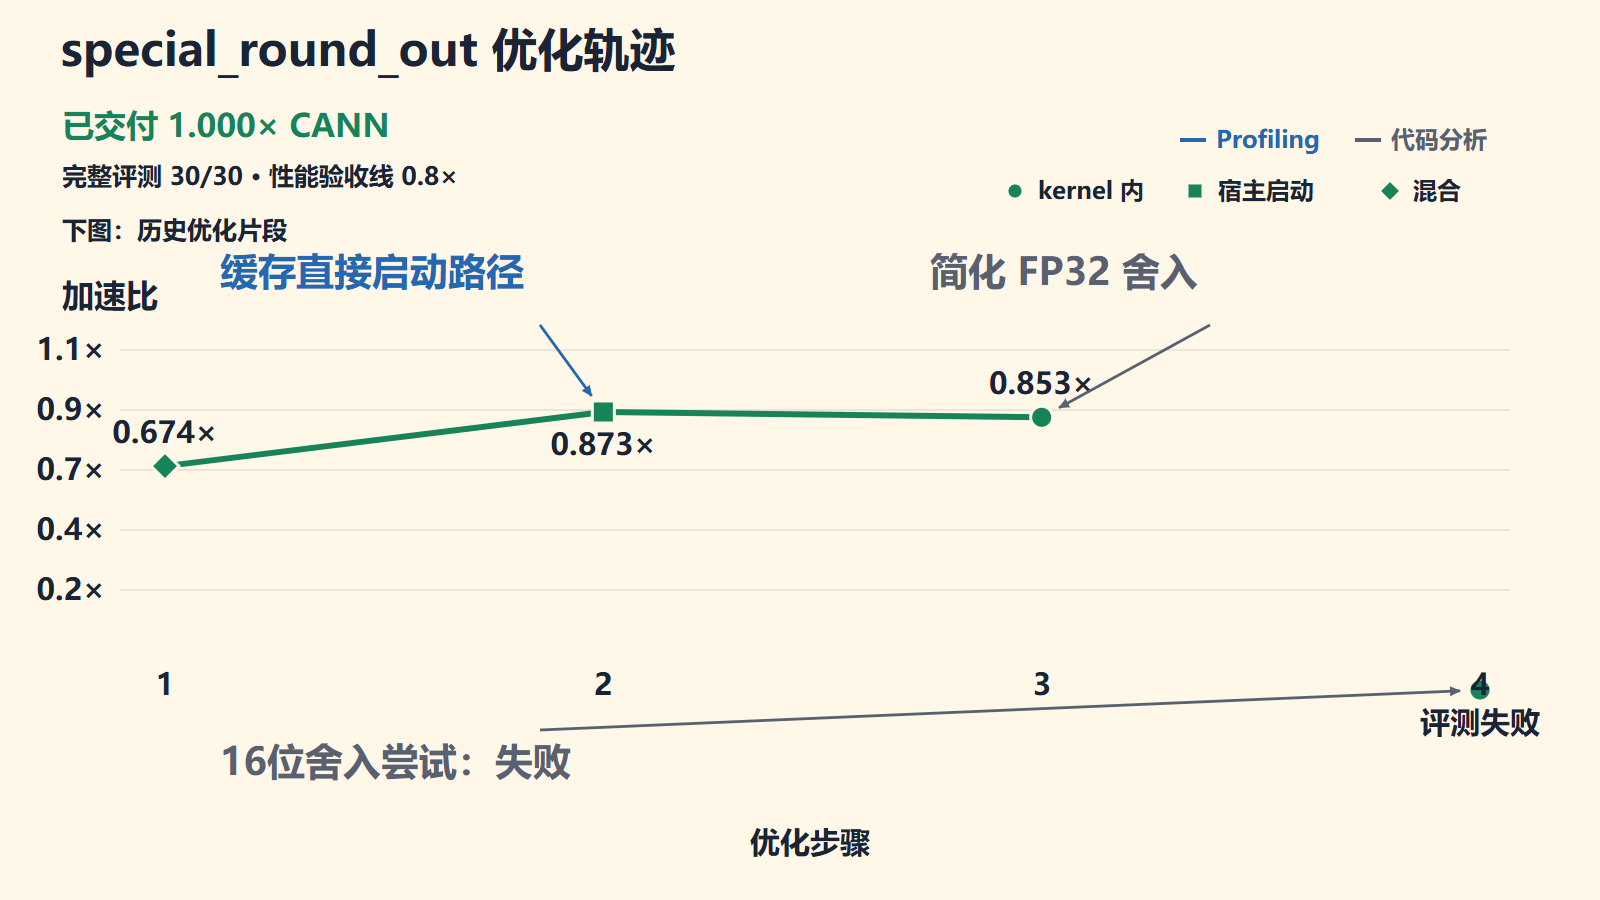 special_round_out 优化轨迹
已交付 1.000× CANN
完整评测 30/30 • 性能验收线 0.8×
下图：历史优化片段
Profiling
代码分析
kernel 内
宿主启动
混合
缓存直接启动路径
简化 FP32 舍入
加速比
1.1×
0.9×
0.7×
0.4×
0.2×
0.674×
0.873×
0.853×
1
2
3
4
评测失败
16位舍入尝试：失败
优化步骤